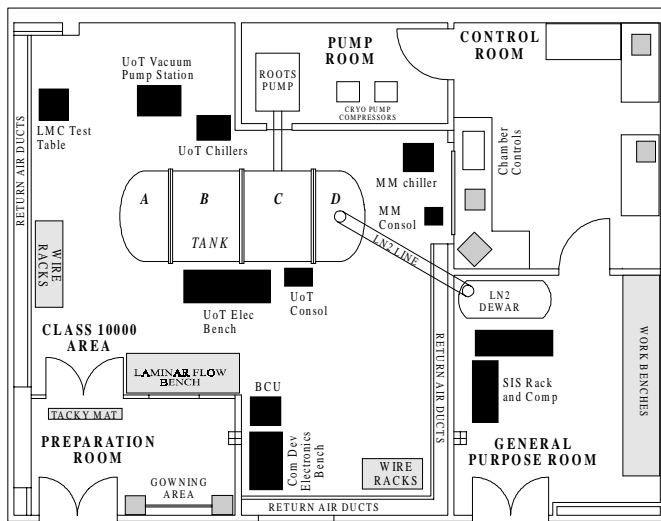 PUMP
ROOM
CONTROL
ROOM
UoT Vacuum
Pump Station
ROOTS
PUMP
CRYO PUMP
COMPRESSORS
LMC Test
Table
UoT Chillers
RETURN AIR DUCTS
Chamber
Controls
MM chiller
MM
Consol
A
B
C
D
TANK
LN2 LINE
WIRE
RACKS
UoT Elec
Bench
UoT
Consol
LN2
DEWAR
CLASS 10000
AREA
LAMINAR FLOW
BENCH
RETURN AIR DUCTS
WORK BENCHES
SIS Rack
and Comp
BCU
TACKY MAT
PREPARATION
ROOM
Com Dev
Electronics
Bench
GENERAL
PURPOSE ROOM
WIRE
RACKS
GOWNING
AREA
RETURN AIR DUCTS